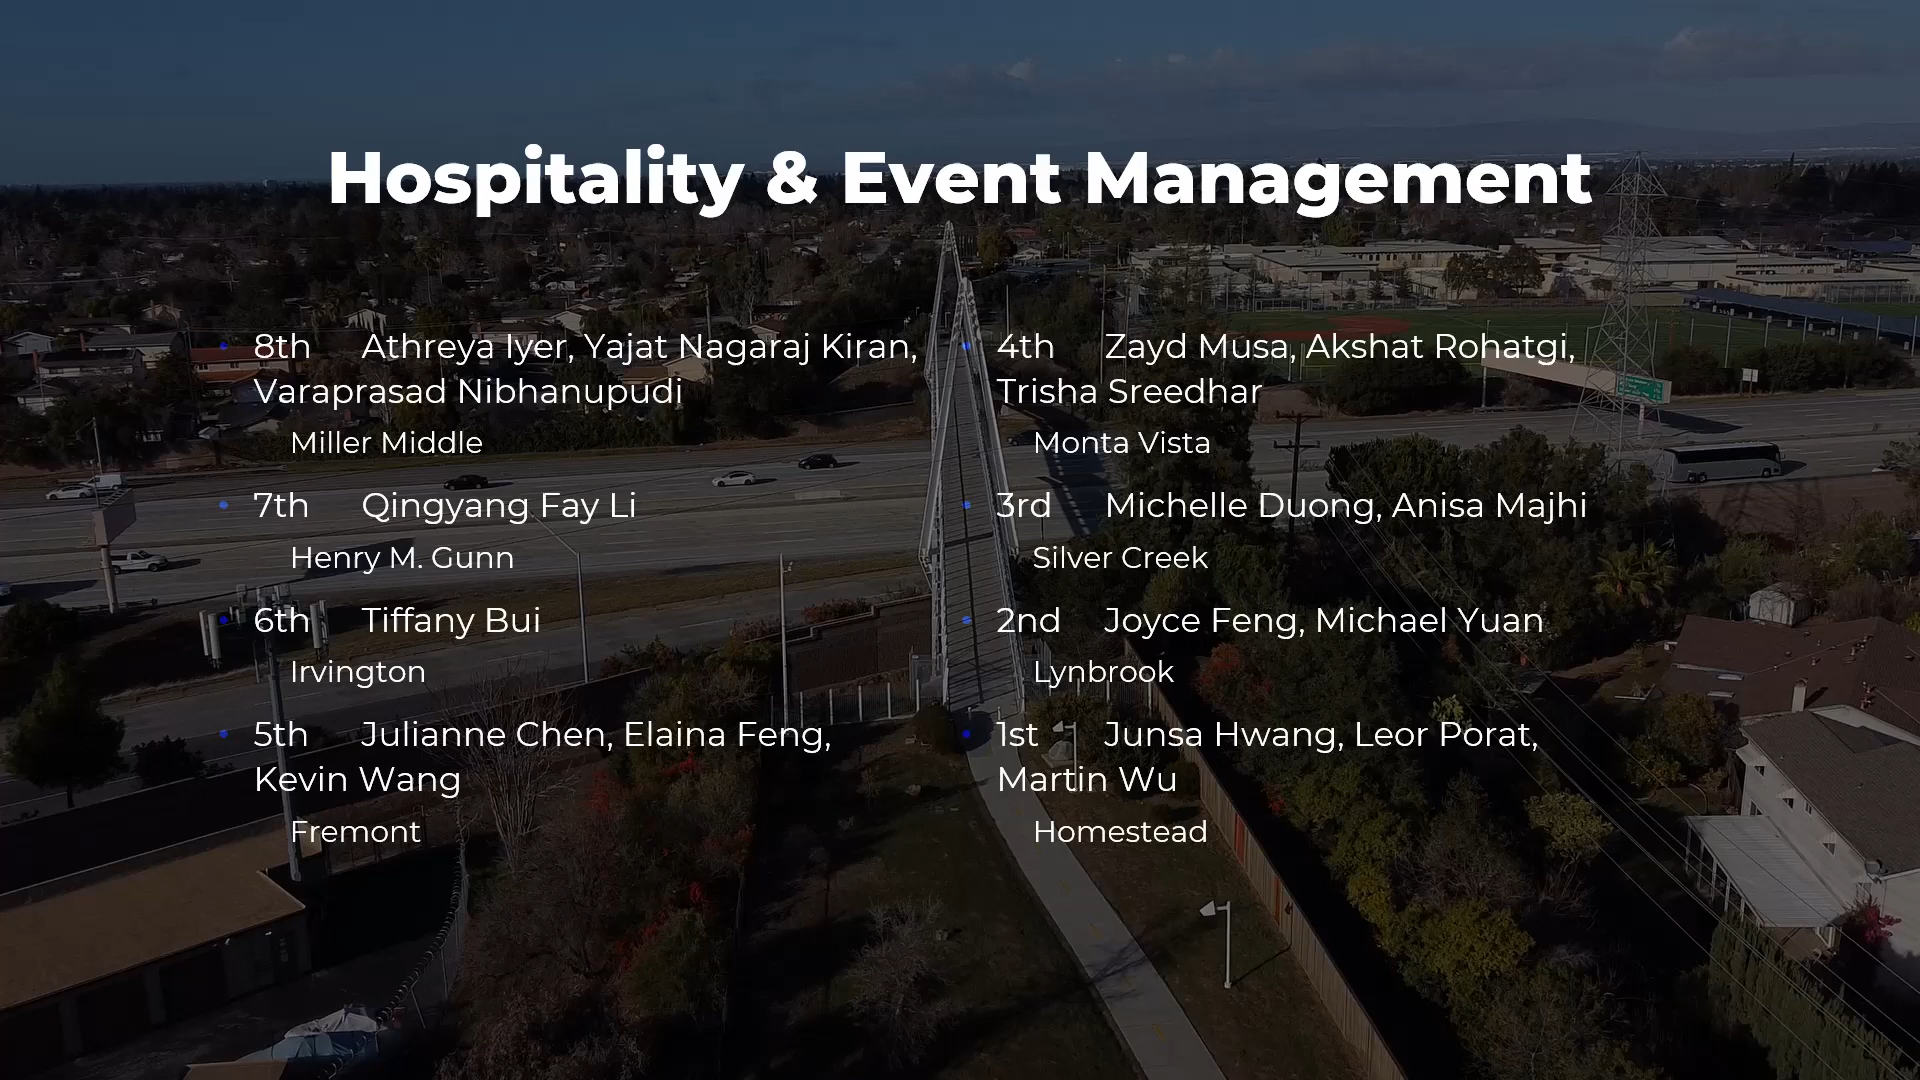 Hospitality & Event Management
8th Athreya Iyer, Yajat Nagaraj Kiran,
Varaprasad Nibhanupudi
Miller Middle
7th Qingyang Fay Li
Henry M. Gunn
6th Tiffany Bui
Irvington
5th Julianne Chen, Elaina Feng,
Kevin Wang
Fremont
4th Zayd Musa, Akshat Rohatgi,
Trisha Sreedhar
Monta Vista
3rd Michelle Duong, Anisa Majhi
Silver Creek
2nd Joyce Feng, Michael Yuan
Lynbrook
1st Junsa Hwang, Leor Porat,
Martin Wu
Homestead